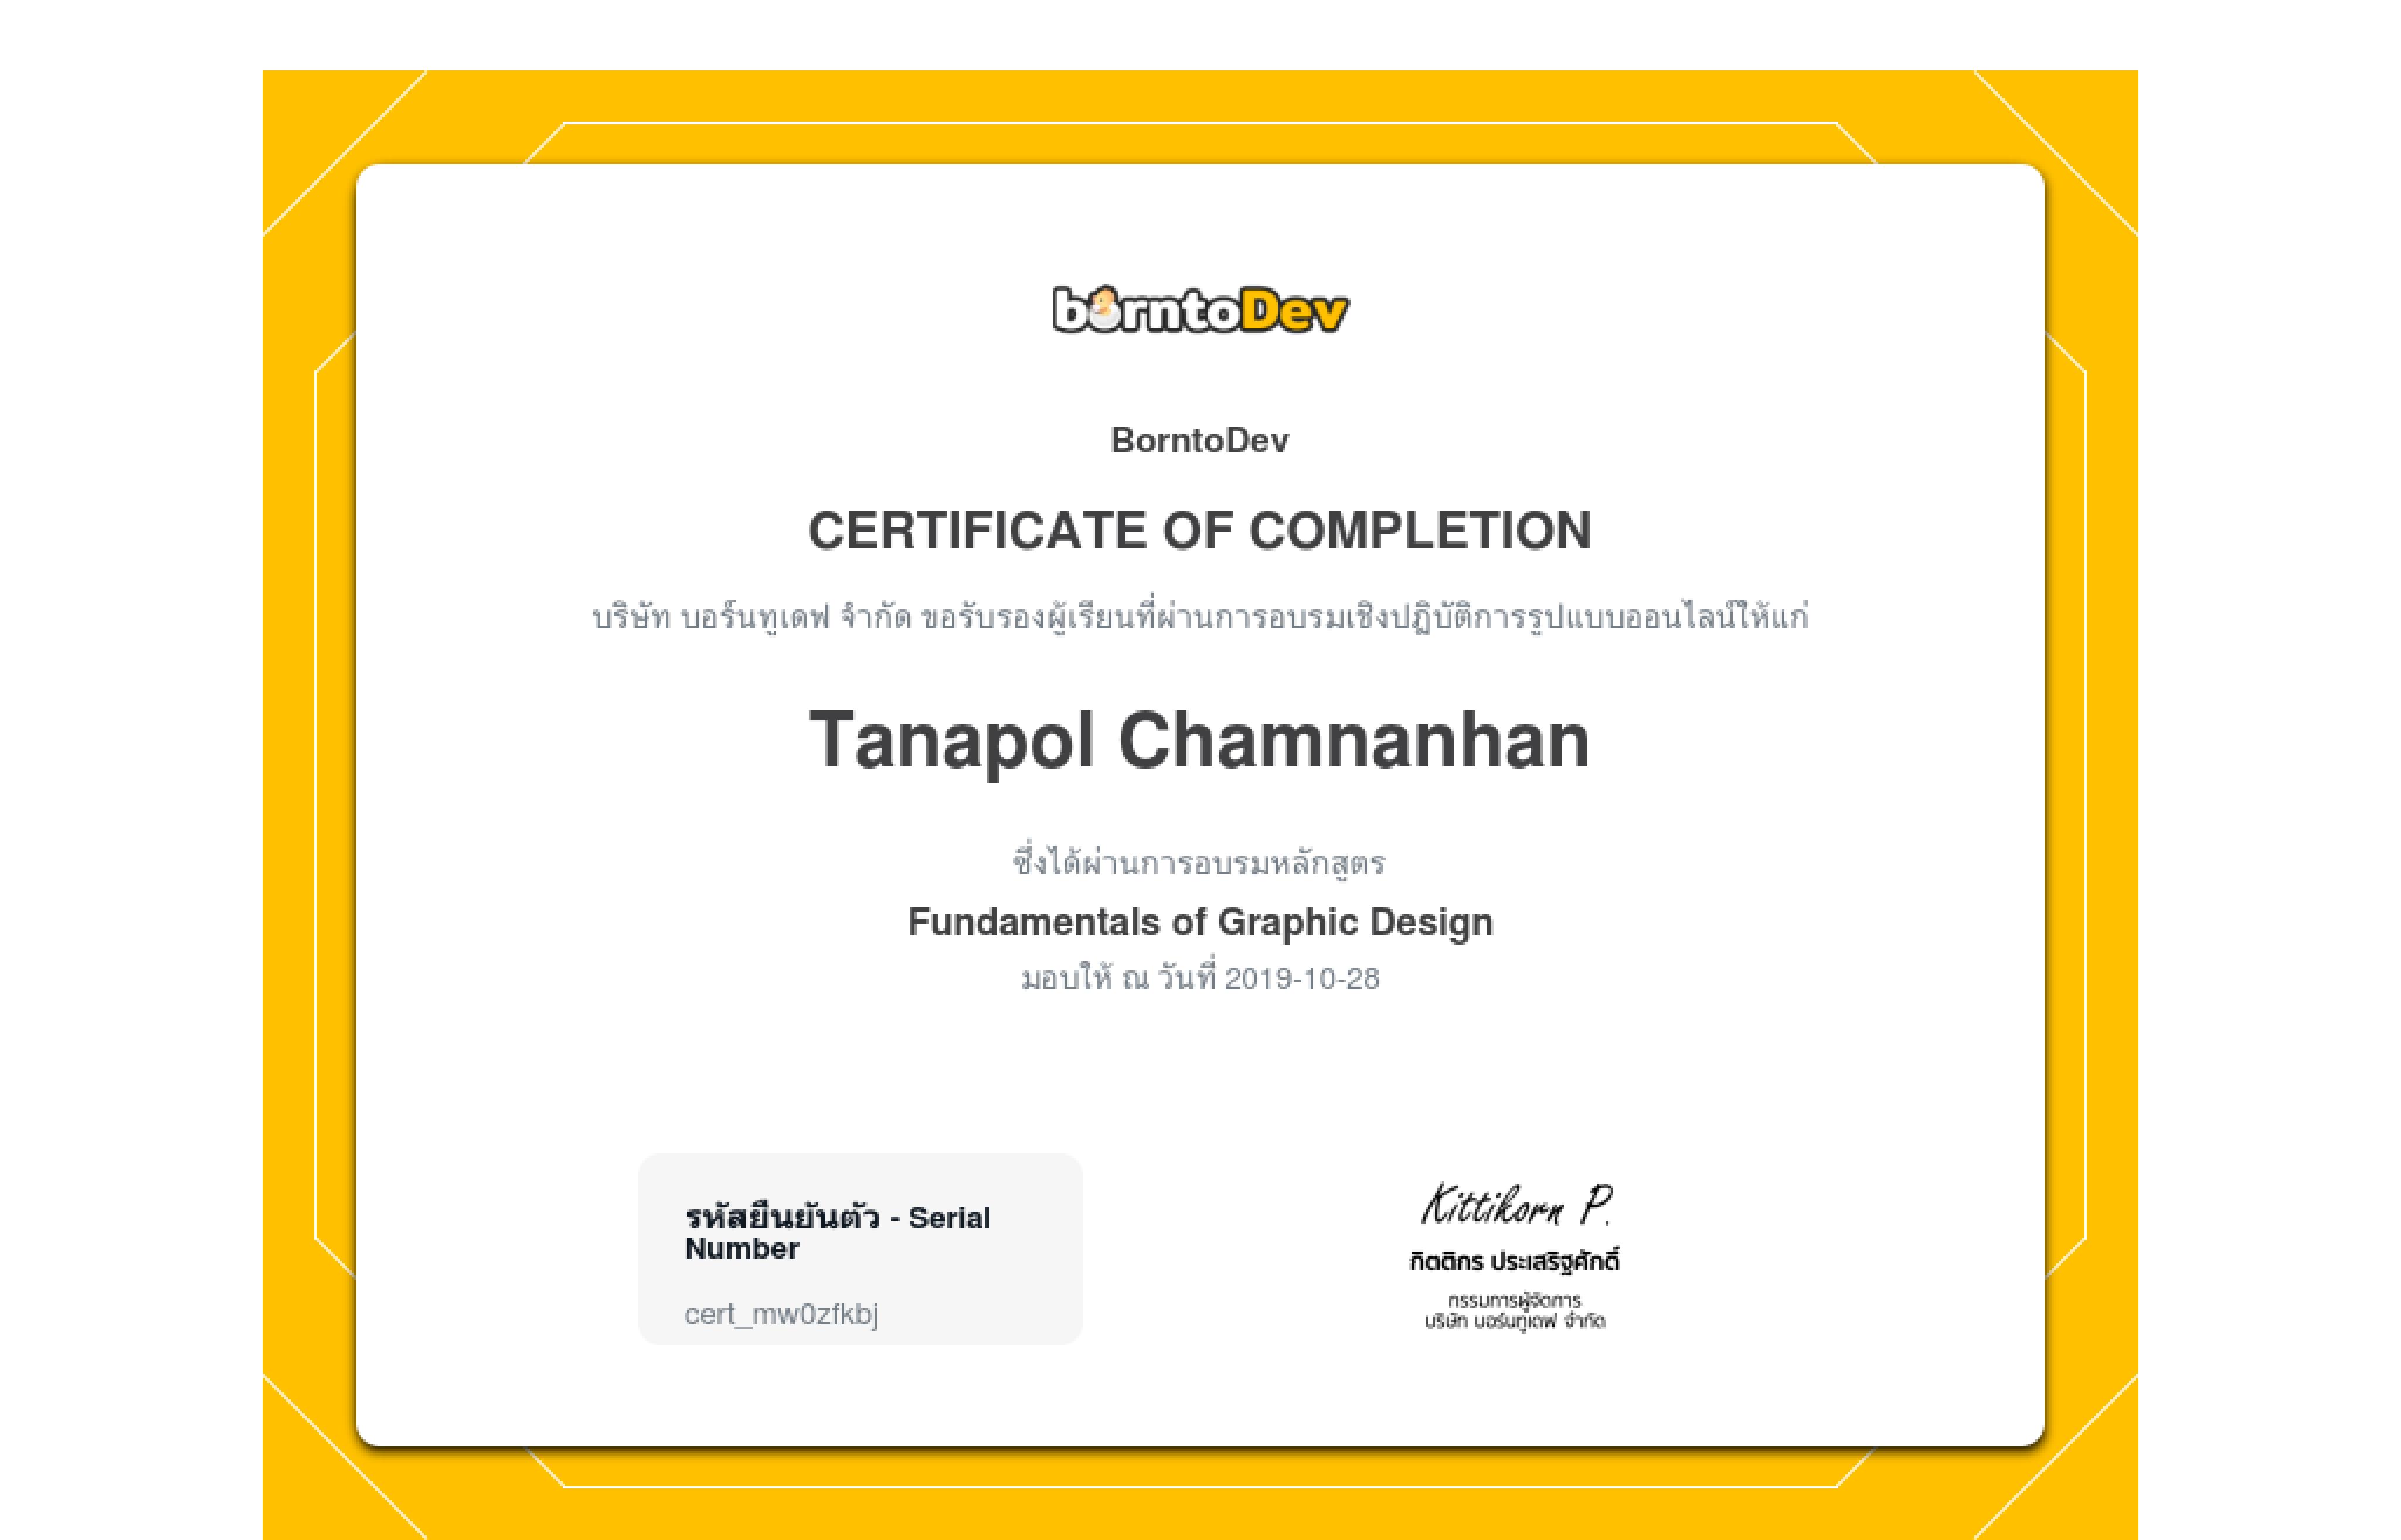 borntoDev
BorntoDev
CERTIFICATE OF COMPLETION
บริษัท บอร์นทูเดฟ จำกัด ขอรับรองผู้เรียนที่ผ่านการอบรมเชิงปฏิบัติการรูปแบบออนไลน์ให้แก่
Tanapol Chamnanhan
ซึ่งได้ผ่านการอบรมหลักสูตร
Fundamentals of Graphic Design
มอบให้ ณ วันที่ 2019-10-28
รหัสยืนยันตัว - Serial
Number
cert_mw0zfkbj
Kittikorn P.
กิตติกร ประเสริฐศักดิ์
กรรมการผู้จัดการ
บริษัท บอร์นทูเดฟ จำกัด